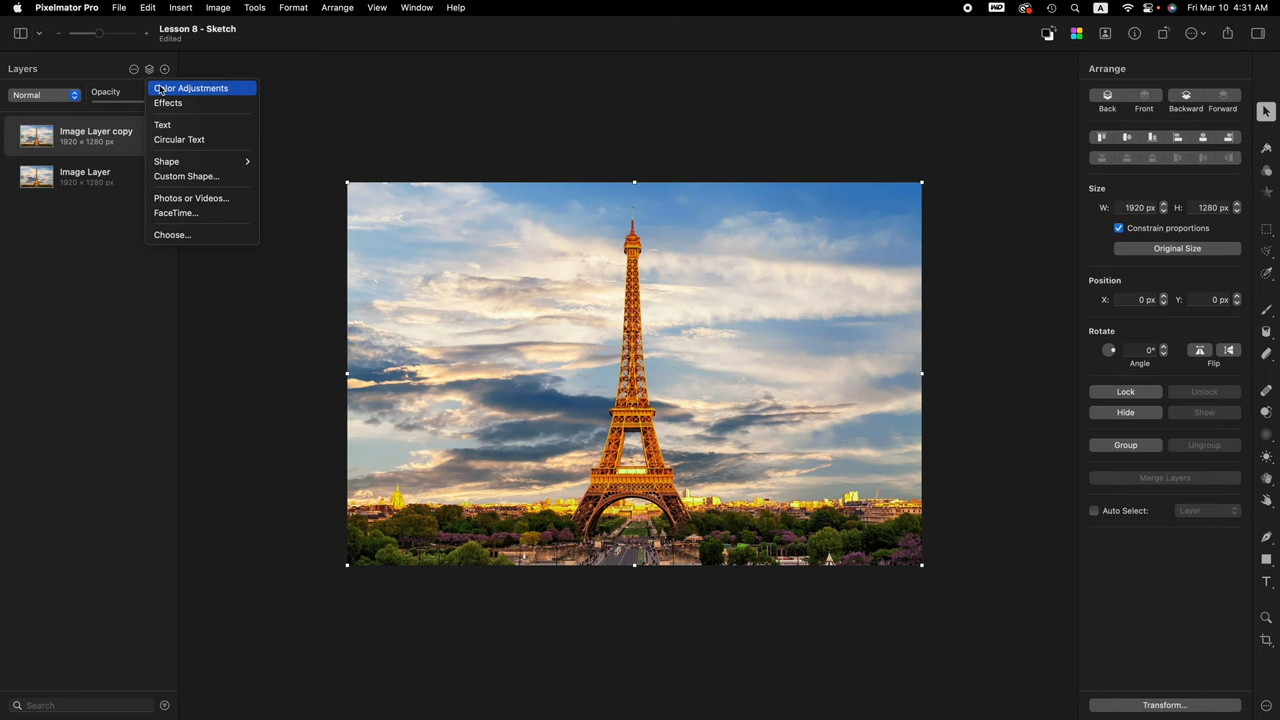 Pixelmator Pro File Edit Insert Image Tools Format Arrange View Window Help
WD A Fri Mar 10 4:31 AM
Lesson 8 - Sketch
Edited
Layers
Normal Opacity
Image Layer copy
1920 × 1280 px
Image Layer
1920 × 1280 px
Color Adjustments
Effects
Text
Circular Text
Shape
Custom Shape...
Photos or Videos...
FaceTime...
Choose...
Search
Arrange
Back Front Backward Forward
Size
W: 1920 px H: 1280 px
Constrain proportions
Original Size
Position
X: 0 px Y: 0 px
Rotate
0°
Angle Flip
Lock Unlock
Hide Show
Group Ungroup
Merge Layers
Auto Select: Layer
T
Transform...